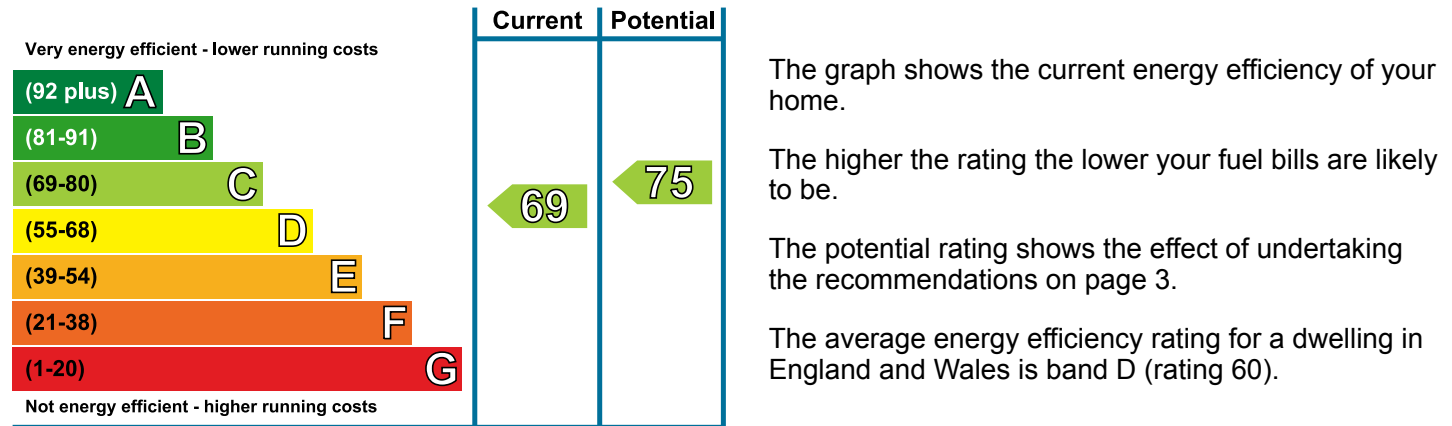 Current Potential
Very energy efficient - lower running costs
(92 plus) A
(81-91) B
(69-80) C
(55-68) D
(39-54) E
(21-38) F
(1-20) G
Not energy efficient - higher running costs
69
75
The graph shows the current energy efficiency of your
home.
The higher the rating the lower your fuel bills are likely
to be.
The potential rating shows the effect of undertaking
the recommendations on page 3.
The average energy efficiency rating for a dwelling in
England and Wales is band D (rating 60).